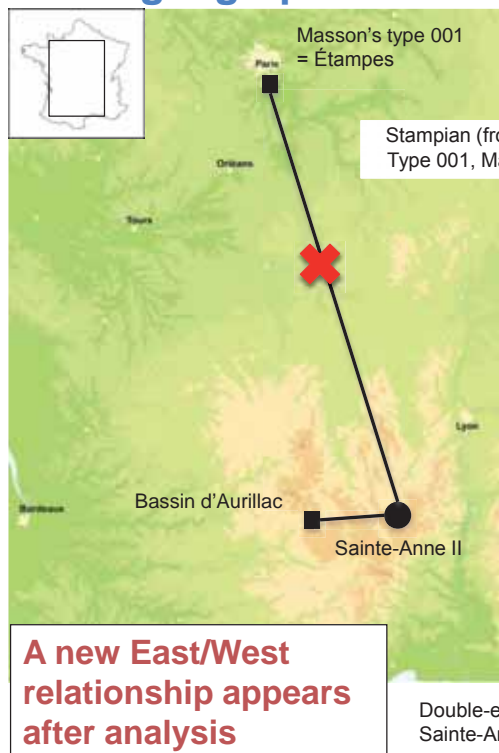 Masson's type 001
= Étampes
Paris
Stampian (fro
Type 001, Ma
Orléans
Tours
Lyon
Bassin d'Aurillac
Bordeaux
Sainte-Anne II
A new East/West
relationship appears
after analysis
Double-e
Sainte-An